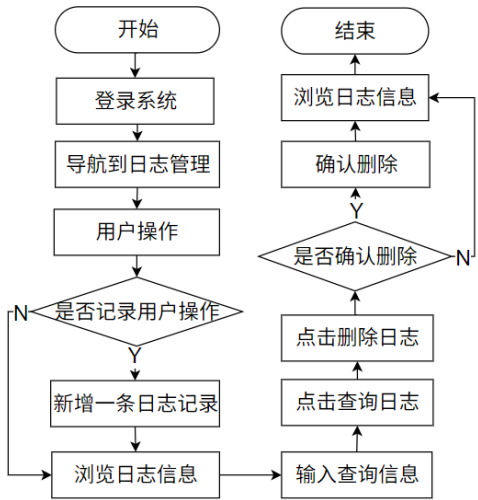 开始
登录系统
导航到日志管理
用户操作
是否记录用户操作
N
Y
新增一条日志记录
浏览日志信息
输入查询信息
点击查询日志
点击删除日志
是否确认删除
N
Y
确认删除
浏览日志信息
结束